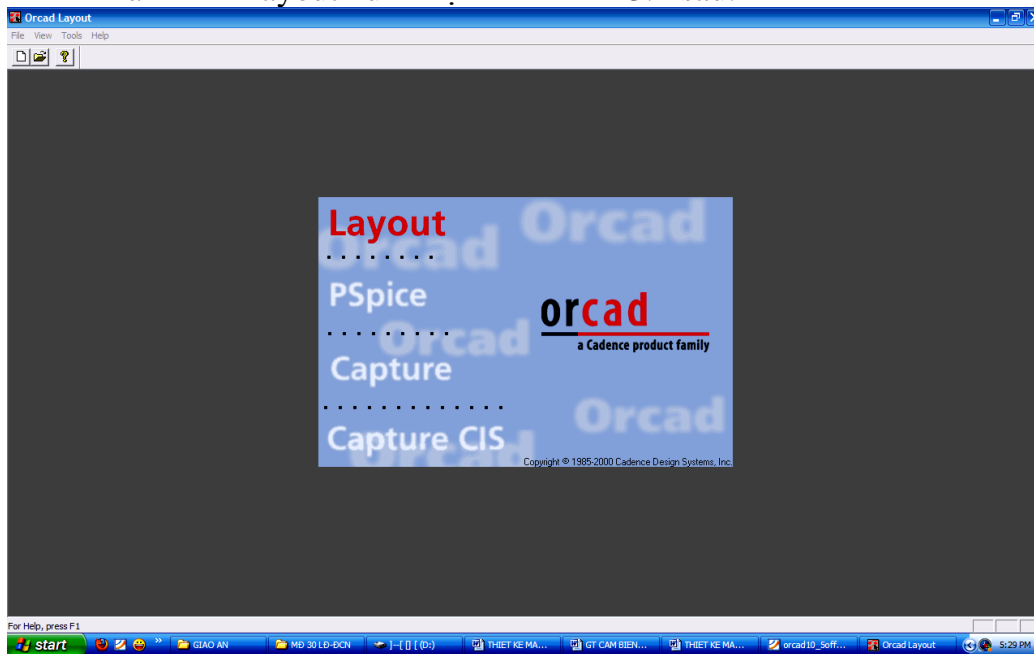 Orcad Layout
File View Tools Help
Orcad
Layout
Orcad
PSpice
orcad
a Cadence product family
Orcad
Capture
Orcad
Capture CIS
Orcad
Copyright © 1985-2000 Cadence Design Systems, Inc.
For Help, press F1
start GIAO AN MĐ 30 LĐ-ĐCN ]--[ [] [ (D:) THIET KE MA... GT CAM BIEN... THIET KE MA... orcad10_5off... Orcad Layout 5:29 PM